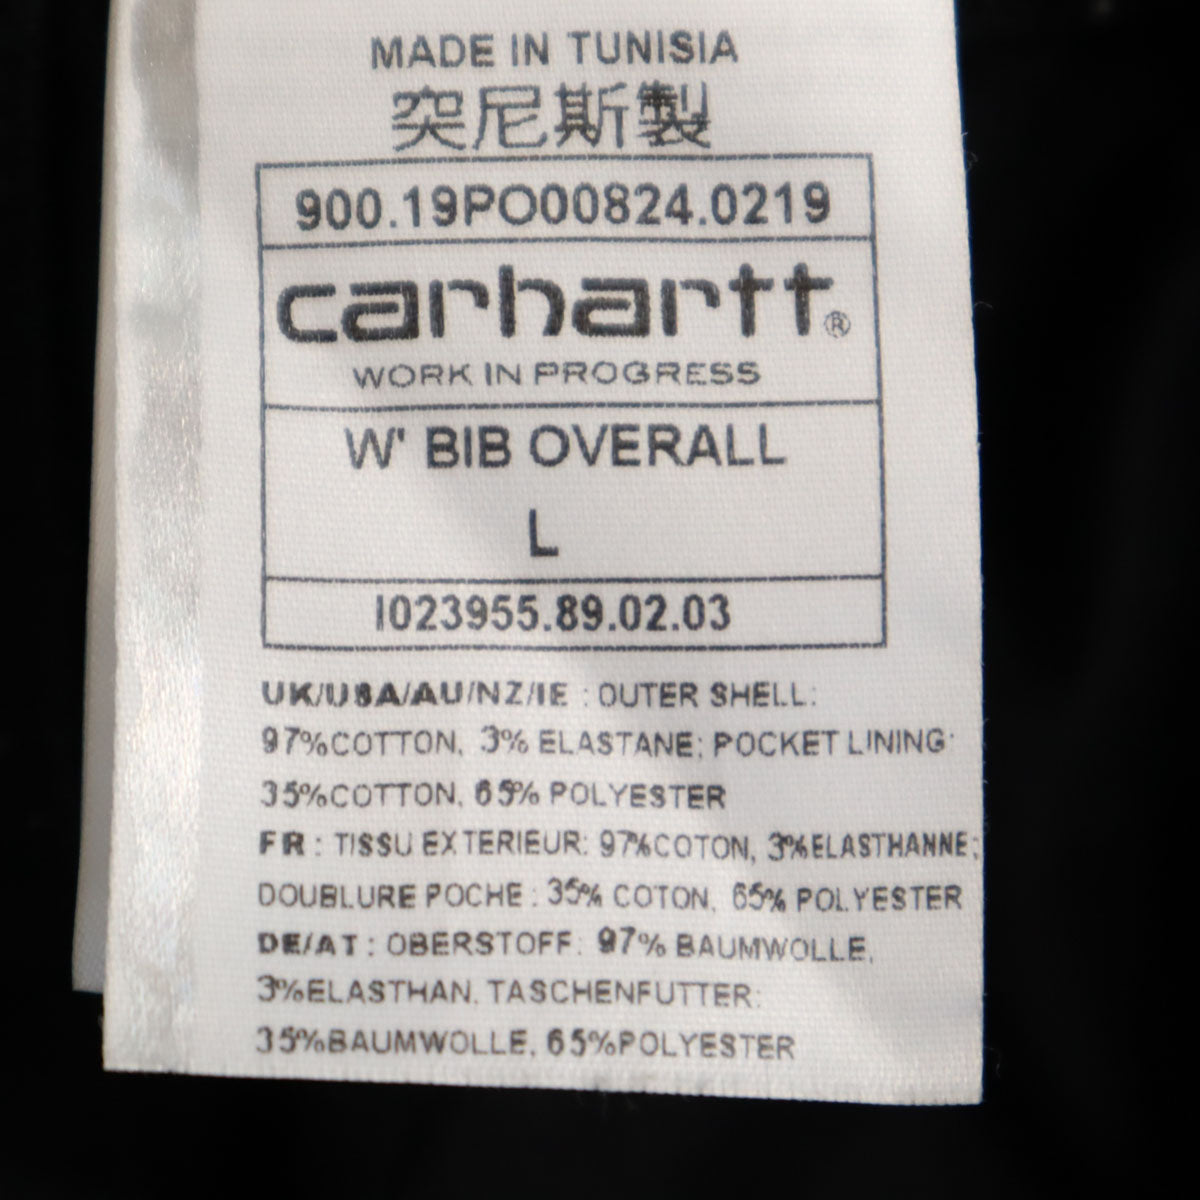 MADE IN TUNISIA
突尼斯製
900.19PO00824.0219
carhartt®
WORK IN PROGRESS
W' BIB OVERALL
L
I023955.89.02.03
UK/USA/AU/NZ/IE : OUTER SHELL:
97%COTTON, 3% ELASTANE; POCKET LINING:
35%COTTON, 65% POLYESTER
FR : TISSU EXTERIEUR: 97%COTON, 3%ELASTHANNE;
DOUBLURE POCHE : 35% COTON, 65% POLYESTER
DE/AT : OBERSTOFF: 97% BAUMWOLLE,
3%ELASTHAN, TASCHENFUTTER:
35%BAUMWOLLE, 65%POLYESTER